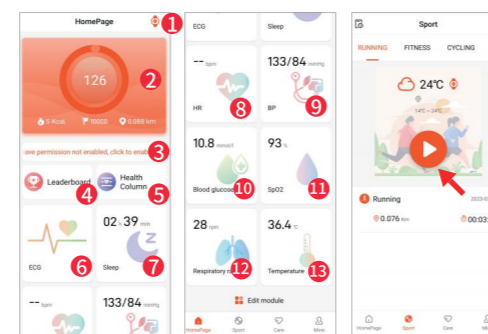 HomePage
1
2
126
5 Kcal
10000
0.088 km
3
ave permission not enabled, click to enab
Leaderboard
4
Health
Column
5
ECG
6
02 h 39 min
Sleep
7
-- bpm
133/84 mmHg
ECG
Sleep
-- bpm
HR
8
133/84 mmHg
BP
9
10.8 mmol/l
Blood glucose
10
93 %
SpO2
11
28 rpm
Respiratory r
12
36.4 ℃
Temperature
13
Edit module
HomePage
Sport
Care
Mine
Sport
RUNNING
FITNESS
CYCLING
24℃
14℃ ~ 24℃
Running
2023-0
0.076 Km
00:03:
HomePage
Sport
Care